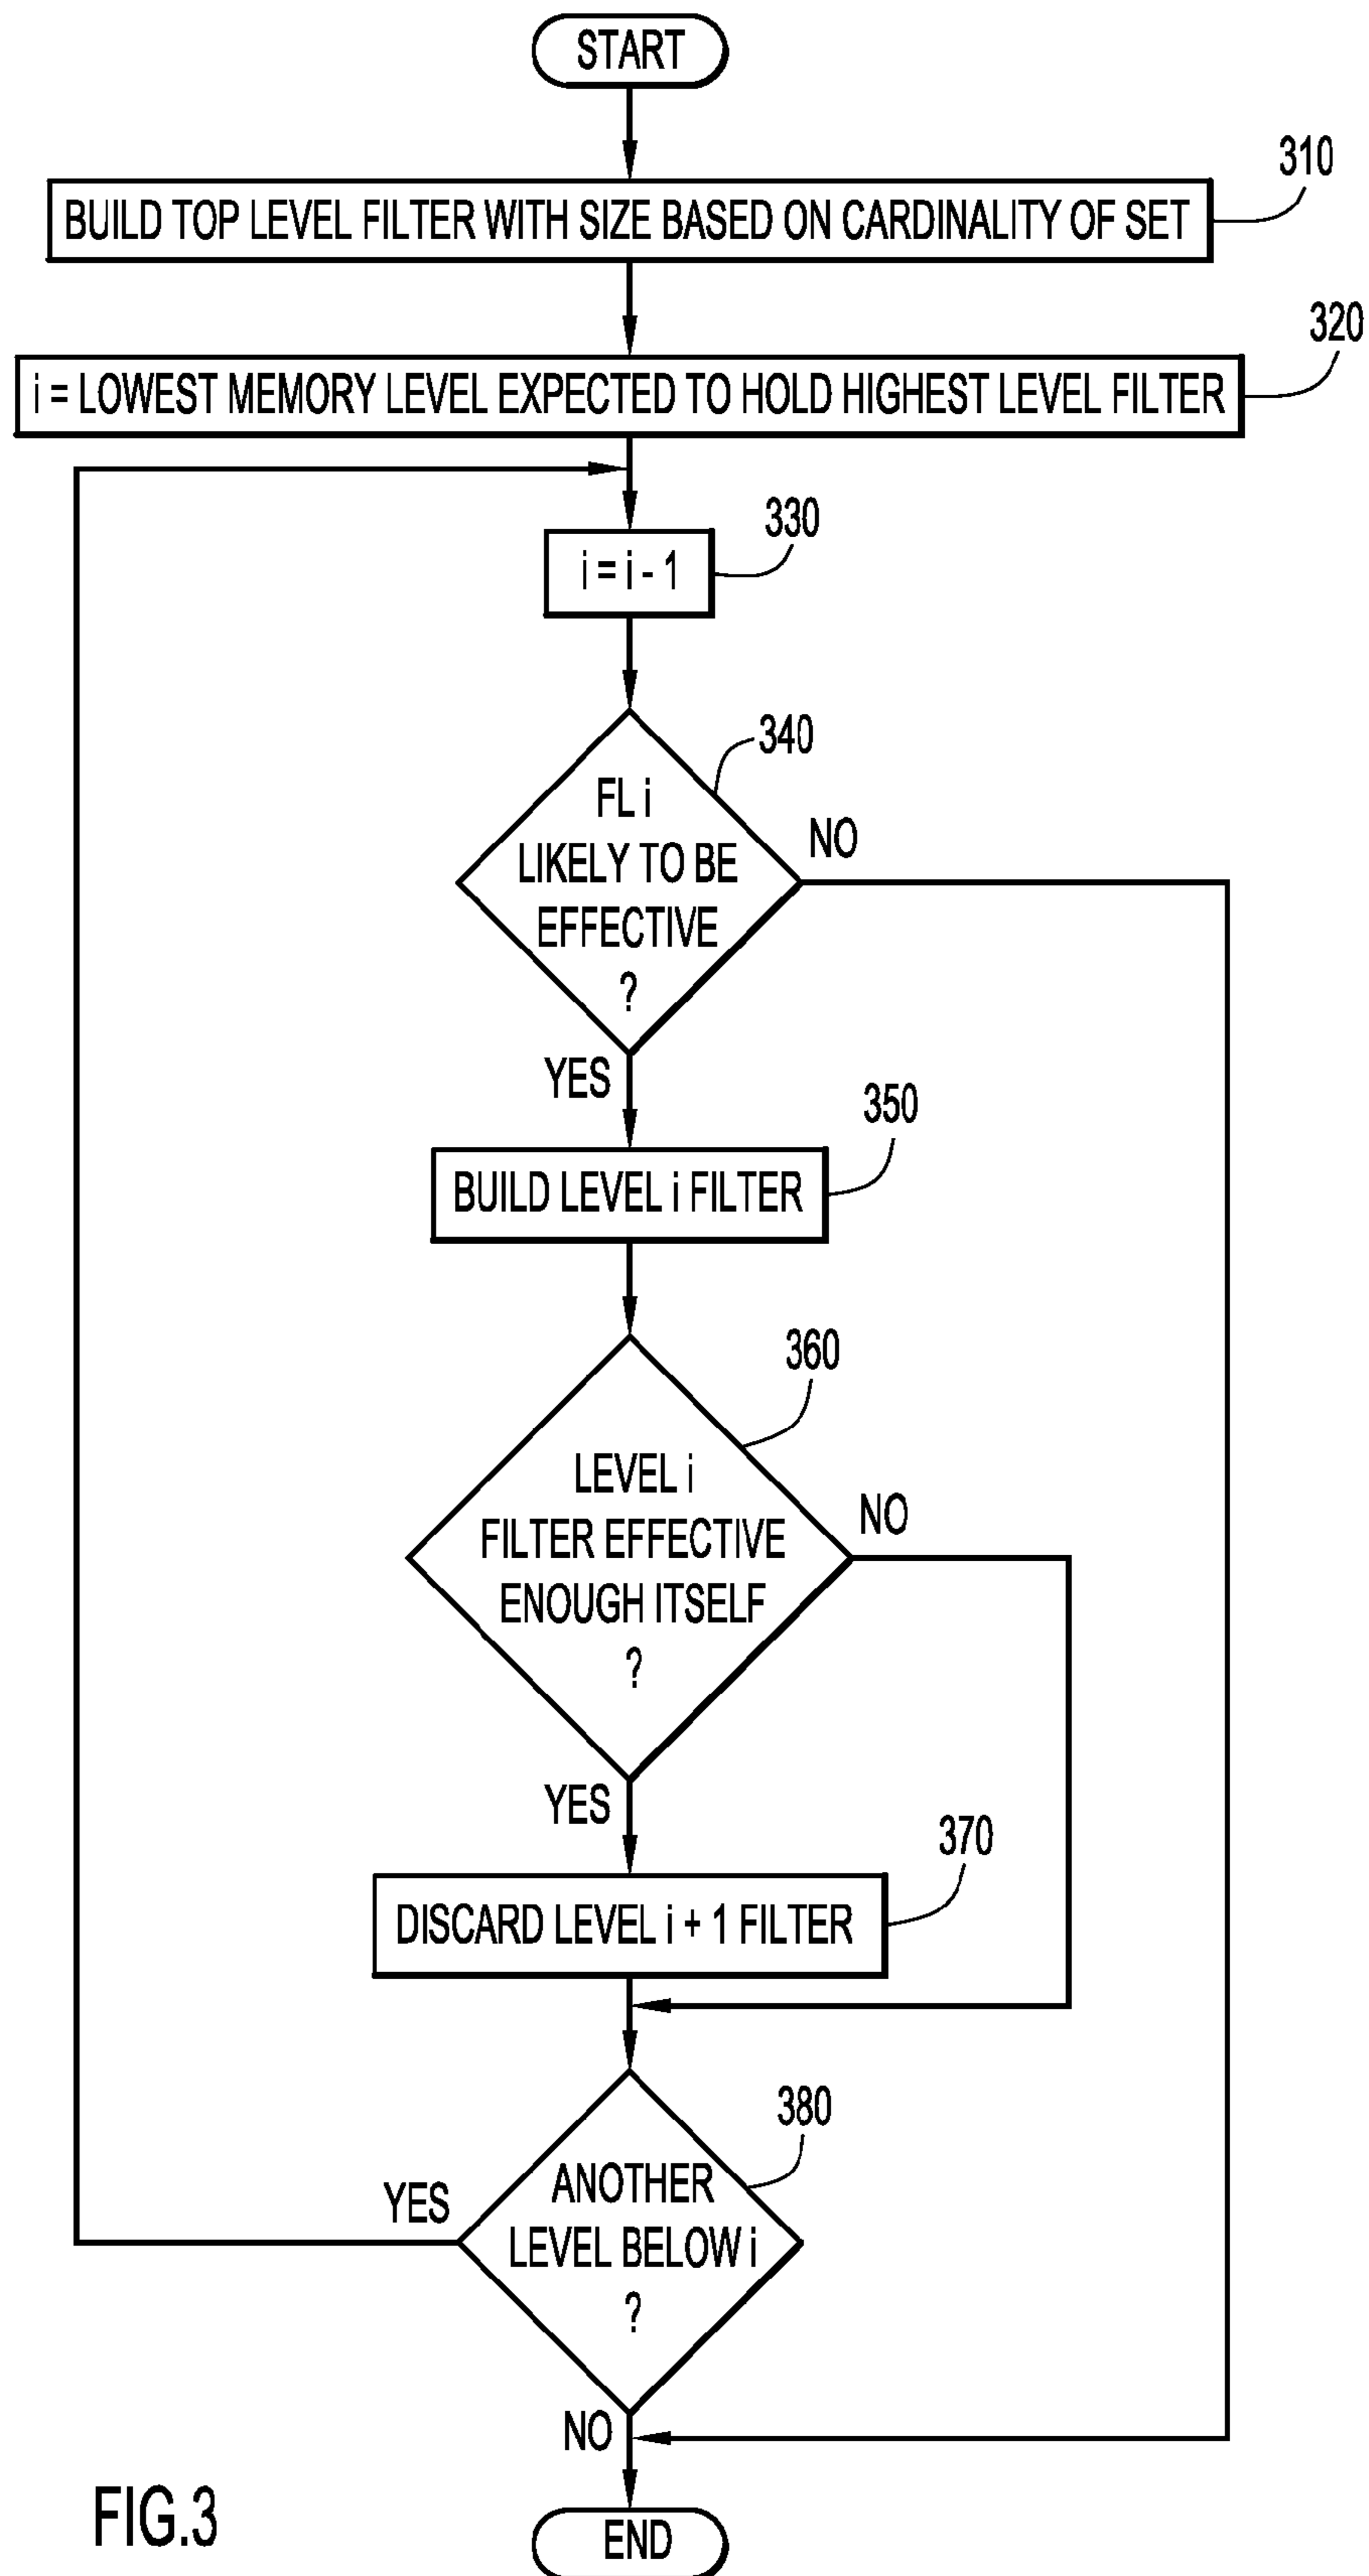 START
310
BUILD TOP LEVEL FILTER WITH SIZE BASED ON CARDINALITY OF SET
320
i = LOWEST MEMORY LEVEL EXPECTED TO HOLD HIGHEST LEVEL FILTER
330
i = i - 1
340
FL i
LIKELY TO BE
EFFECTIVE
?
NO
YES
350
BUILD LEVEL i FILTER
360
LEVEL i
FILTER EFFECTIVE
ENOUGH ITSELF
?
NO
YES
370
DISCARD LEVEL i + 1 FILTER
380
ANOTHER
LEVEL BELOW i
?
YES
NO
END
FIG.3